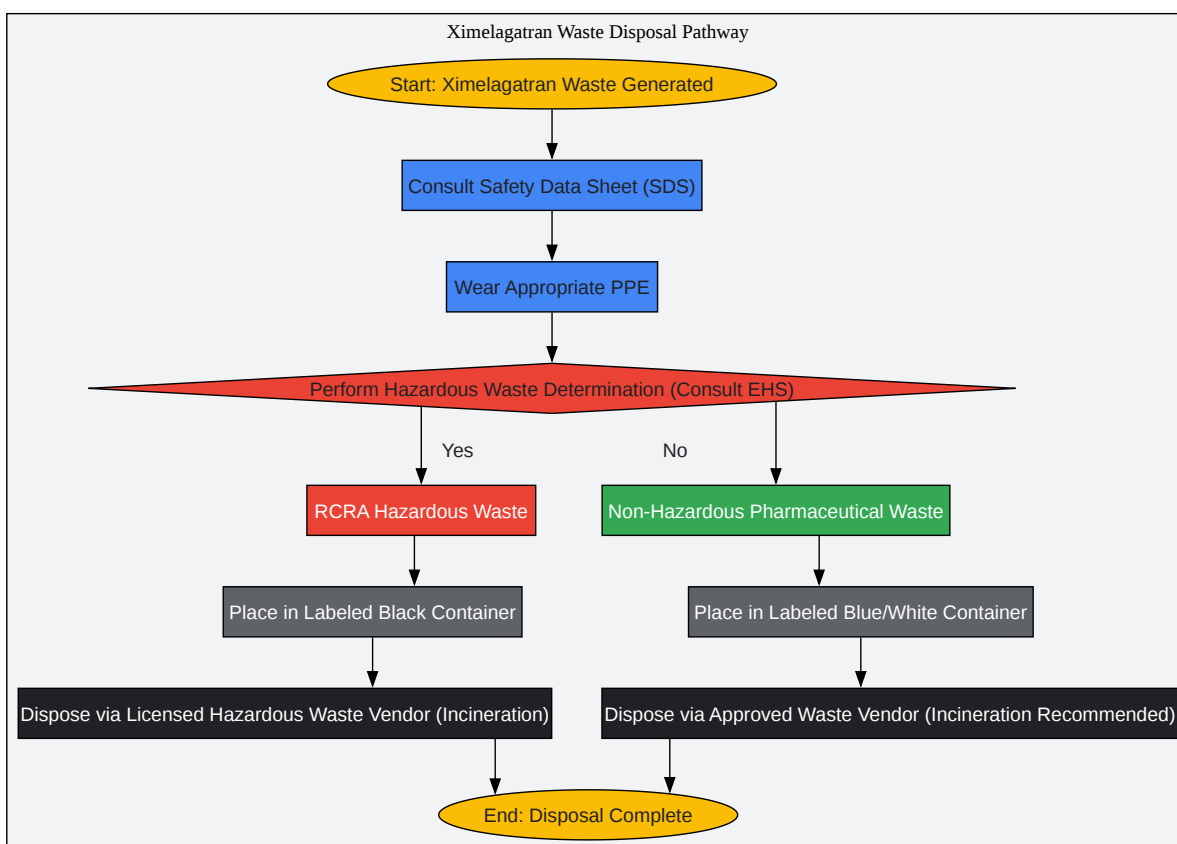 Ximelagatran Waste Disposal Pathway
Start: Ximelagatran Waste Generated
Consult Safety Data Sheet (SDS)
Wear Appropriate PPE
Perform Hazardous Waste Determination (Consult EHS)
Yes
No
RCRA Hazardous Waste
Non-Hazardous Pharmaceutical Waste
Place in Labeled Black Container
Place in Labeled Blue/White Container
Dispose via Licensed Hazardous Waste Vendor (Incineration)
Dispose via Approved Waste Vendor (Incineration Recommended)
End: Disposal Complete